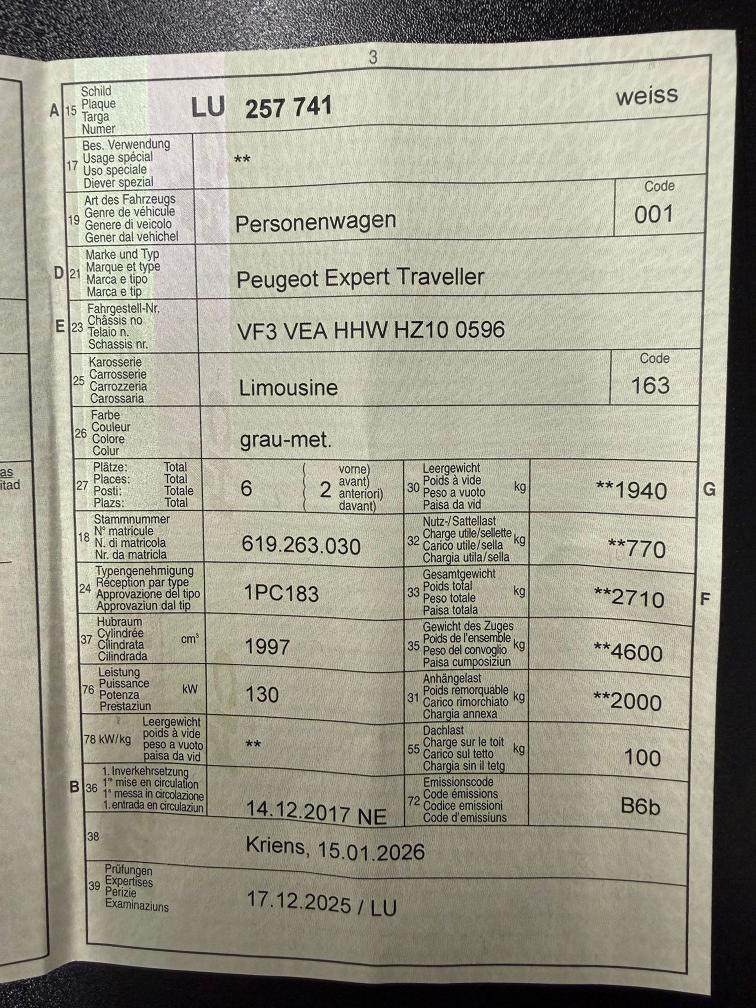 3
A 15 Schild
Plaque
Targa
Numer
LU 257 741 weiss
17 Bes. Verwendung
Usage spécial
Uso speciale
Diever spezial
**
19 Art des Fahrzeugs
Genre de véhicule
Genere di veicolo
Gener dal vehichel
Personenwagen
Code
001
D 21 Marke und Typ
Marque et type
Marca e tipo
Marca e tip
Peugeot Expert Traveller
E 23 Fahrgestell-Nr.
Châssis no
Telaio n.
Schassis nr.
VF3 VEA HHW HZ10 0596
25 Karosserie
Carrosserie
Carrozzeria
Carossaria
Limousine
Code
163
26 Farbe
Couleur
Colore
Colur
grau-met.
27 Plätze: Total
Places: Total
Posti: Totale
Plazs: Total
6
2
vorne)
avant)
anteriori)
davant)
30 Leergewicht
Poids à vide
Peso a vuoto
Paisa da vid
kg
**1940
G
18 Stammnummer
N° matricule
N. di matricola
Nr. da matricla
619.263.030
32 Nutz-/Sattellast
Charge utile/sellette
Carico utile/sella
Chargia utila/sella
kg
**770
24 Typengenehmigung
Réception par type
Approvazione del tipo
Approvaziun dal tip
1PC183
33 Gesamtgewicht
Poids total
Peso totale
Paisa totala
kg
**2710
F
37 Hubraum
Cylindrée
Cilindrata
Cilindrada
cm³
1997
35 Gewicht des Zuges
Poids de l'ensemble
Peso del convoglio
Paisa cumposiziun
kg
**4600
76 Leistung
Puissance
Potenza
Prestaziun
kW
130
31 Anhängelast
Poids remorquable
Carico rimorchiato
Chargia annexa
kg
**2000
78 kW/kg
Leergewicht
poids à vide
peso a vuoto
paisa da vid
**
55 Dachlast
Charge sur le toit
Carico sul tetto
Chargia sin il tetg
kg
100
B 36 1. Inverkehrsetzung
1re mise en circulation
1a messa in circolazione
1. entrada en circulaziun
14.12.2017 NE
72 Emissionscode
Code émissions
Codice emissioni
Code d'emissiuns
B6b
38
Kriens, 15.01.2026
39 Prüfungen
Expertises
Perizie
Examinaziuns
17.12.2025 / LU